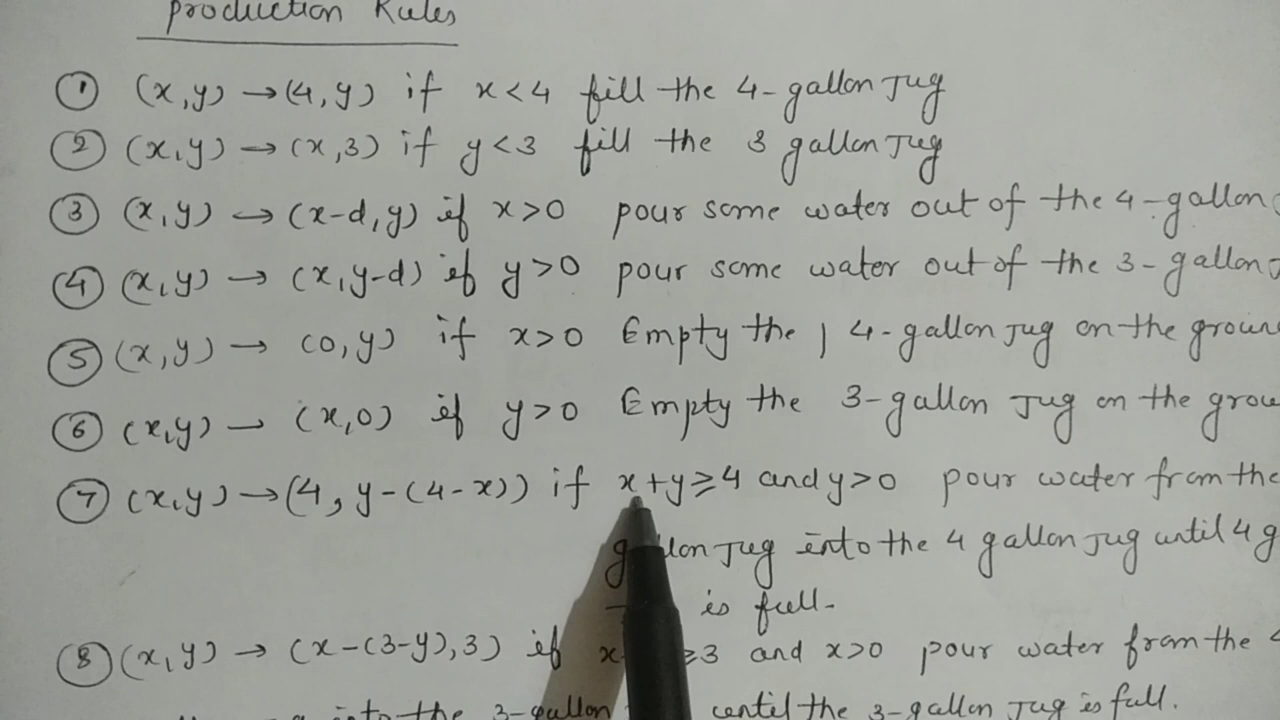 Production Rules
① (x,y) → (4,y) if x<4 fill the 4-gallon Jug
② (x,y) → (x,3) if y<3 fill the 3 gallon Jug
③ (x,y) → (x-d,y) if x>0 pour some water out of the 4-gallon
④ (x,y) → (x,y-d) if y>0 pour some water out of the 3-gallon
⑤ (x,y) → (0,y) if x>0 Empty the 4-gallon Jug on the
⑥ (x,y) → (x,0) if y>0 Empty the 3-gallon Jug on the
⑦ (x,y) → (4, y-(4-x)) if x+y≥4 and y>0 pour water from the
Jug into the 4 gallon Jug until 4
is full.
⑧ (x,y) → (x-(3-y),3) if x ≥3 and x>0 pour water from the
into the 3-gallon until the 3-gallon Jug is full.